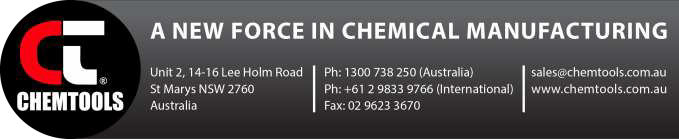 CT
®
CHEMTOOLS
A NEW FORCE IN CHEMICAL MANUFACTURING
Unit 2, 14-16 Lee Holm Road
St Marys NSW 2760
Australia
Ph: 1300 738 250 (Australia)
Ph: +61 2 9833 9766 (International)
Fax: 02 9623 3670
sales@chemtools.com.au
www.chemtools.com.au